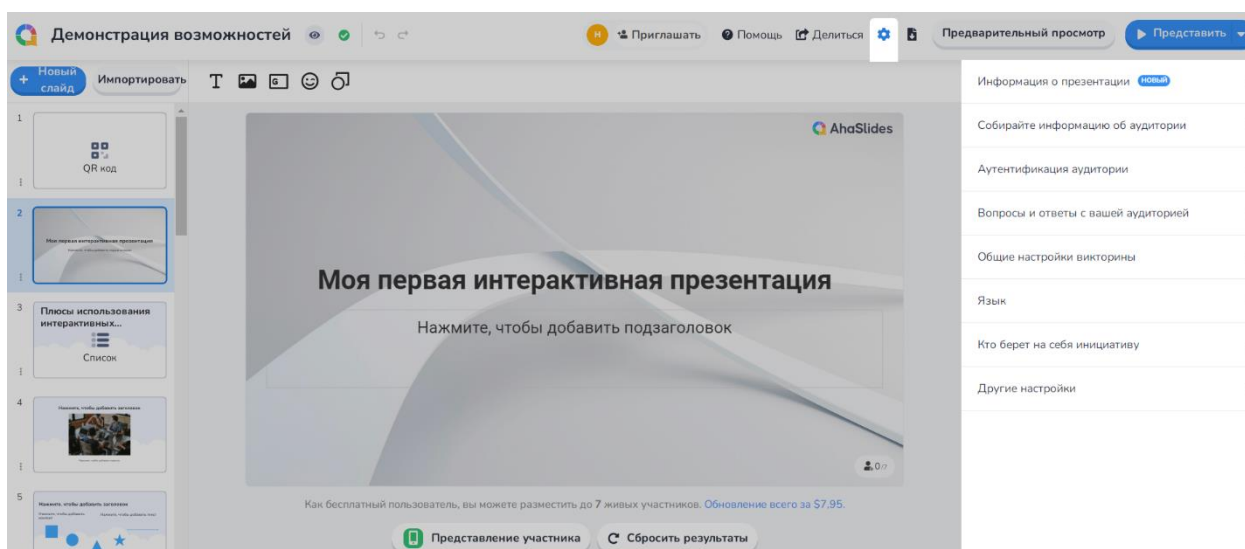 Демонстрация возможностей
Н
Приглашать
Помощь
Делиться
Предварительный просмотр
Представить
Новый
слайд
Импортировать
T
G
Информация о презентации новый
Собирайте информацию об аудитории
Аутентификация аудитории
Вопросы и ответы с вашей аудиторией
Общие настройки викторины
Язык
Кто берет на себя инициативу
Другие настройки
1
QR код
2
Моя первая интерактивная презентация
3
Плюсы использования
интерактивных...
Список
4
Нажмите, чтобы добавить заголовок
5
Нажмите, чтобы добавить заголовок
AhaSlides
Моя первая интерактивная презентация
Нажмите, чтобы добавить подзаголовок
0/7
Как бесплатный пользователь, вы можете разместить до 7 живых участников. Обновление всего за $7,95.
Представление участника
Сбросить результаты